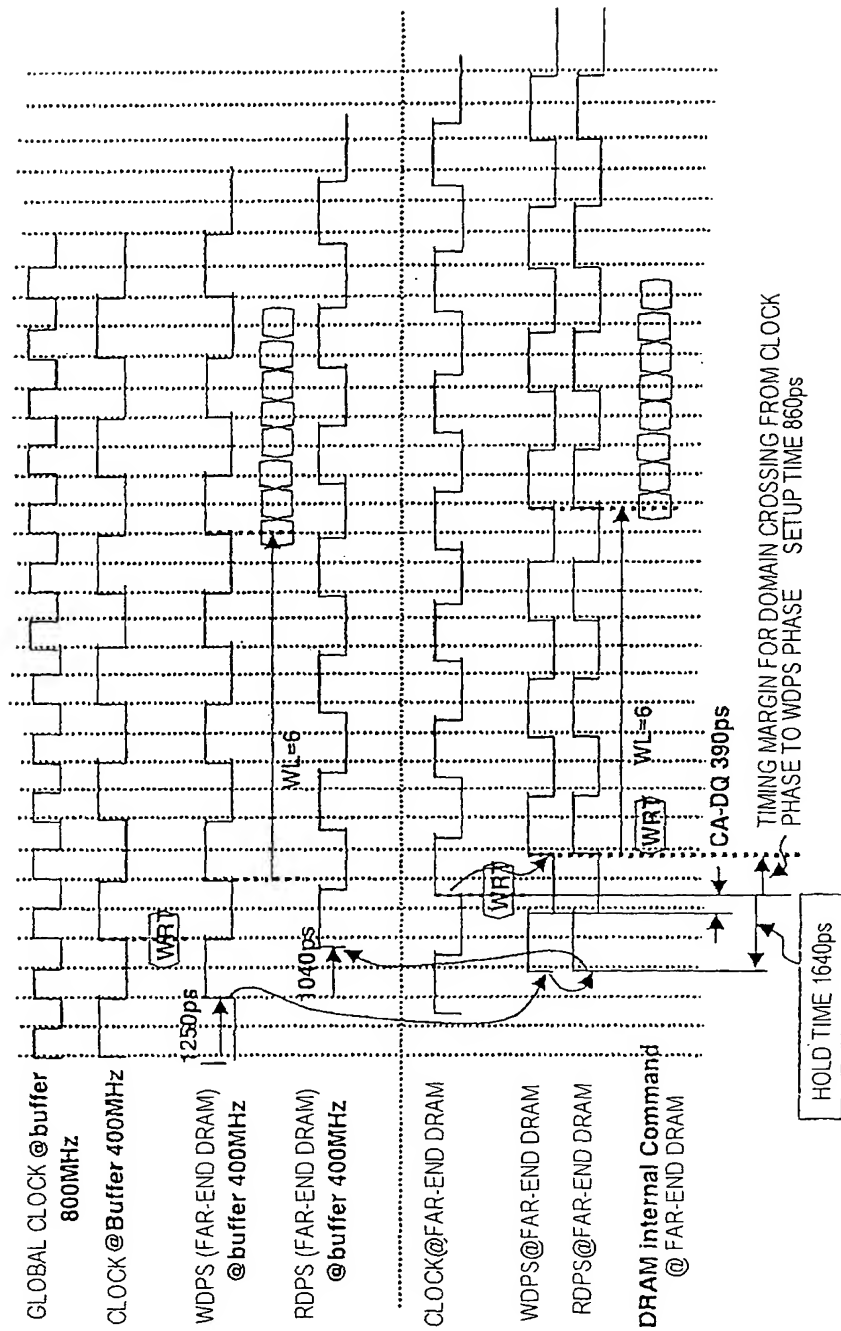 GLOBAL CLOCK @buffer
800MHz
CLOCK@Buffer 400MHz
WRT
1250ps
WDPS (FAR-END DRAM)
@buffer 400MHz
WL=6
1040ps
RDPS (FAR-END DRAM)
@buffer 400MHz
CLOCK@FAR-END DRAM
WRT
WDPS@FAR-END DRAM
RDPS@FAR-END DRAM
WL=6
DRAM internal Command
@ FAR-END DRAM
WRT
CA-DQ 390ps
TIMING MARGIN FOR DOMAIN CROSSING FROM CLOCK
PHASE TO WDPS PHASE SETUP TIME 860ps
HOLD TIME 1640ps